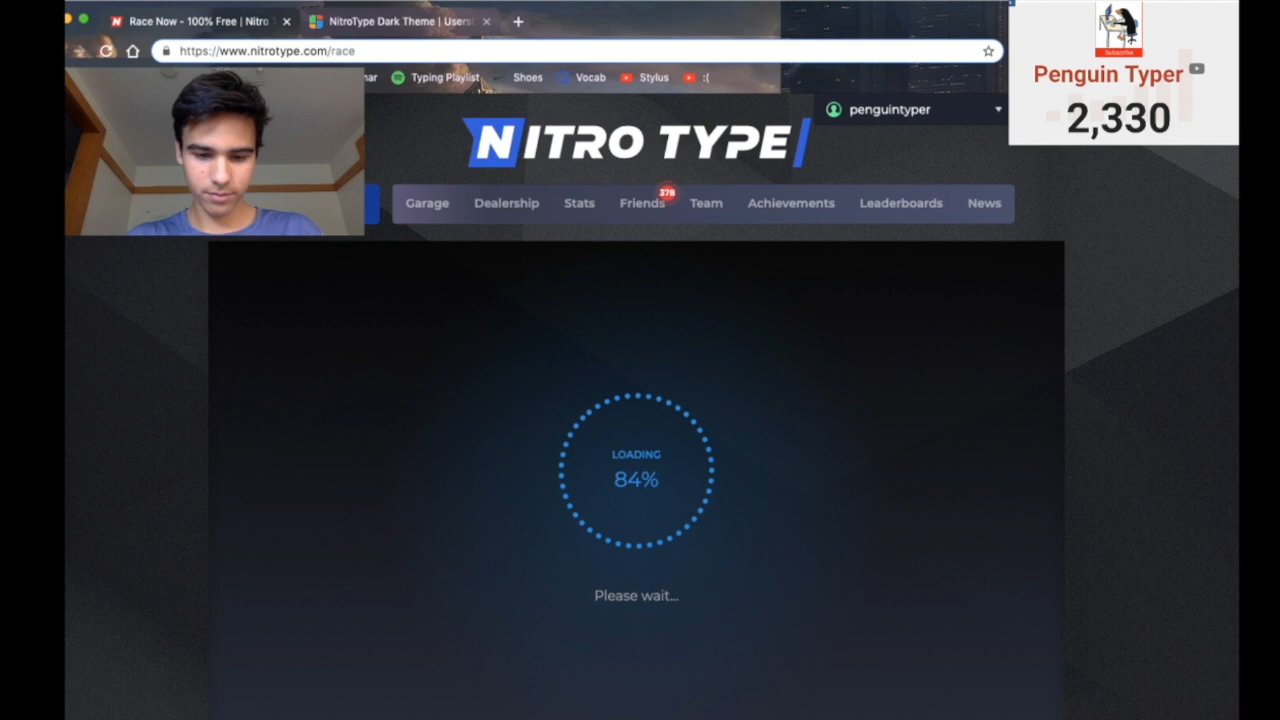 Race Now - 100% Free | Nitro
NitroType Dark Theme | Users
https://www.nitrotype.com/race
Typing Playlist
Shoes
Vocab
Stylus
:(
Subscribe
Penguin Typer
2,330
penguintyper
NITRO TYPE
378
Garage
Dealership
Stats
Friends
Team
Achievements
Leaderboards
News
LOADING
84%
Please wait...